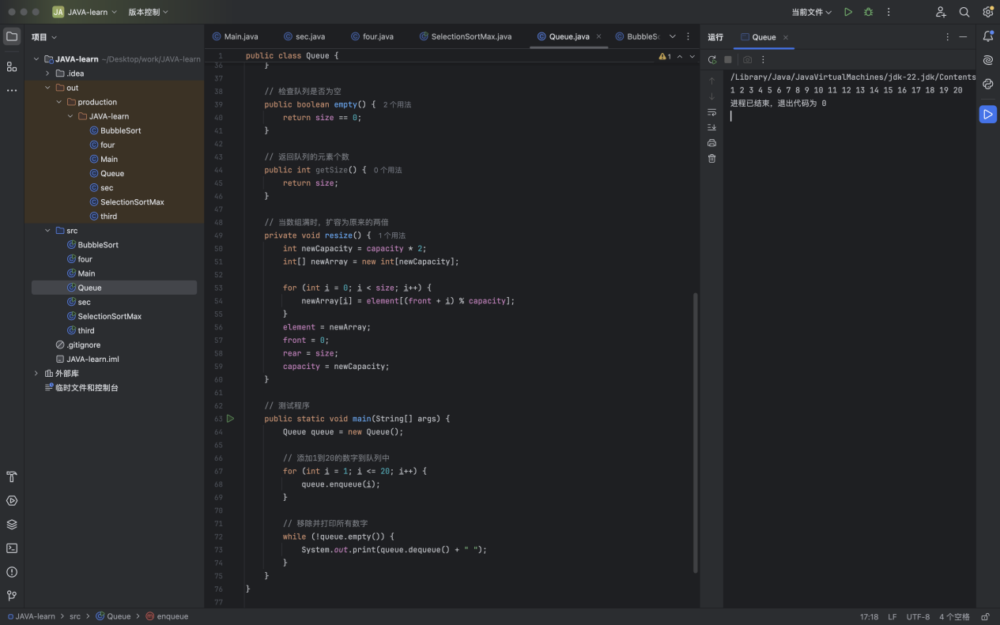 JA JAVA-learn 版本控制 当前文件
项目
JAVA-learn ~/Desktop/work/JAVA-learn
.idea
out
production
JAVA-learn
BubbleSort
four
Main
Queue
sec
SelectionSortMax
third
src
BubbleSort
four
Main
Queue
sec
SelectionSortMax
third
.gitignore
JAVA-learn.iml
外部库
临时文件和控制台
Main.java sec.java four.java SelectionSortMax.java Queue.java BubbleSo
1 public class Queue { 1
36 }
37
38 // 检查队列是否为空
39 public boolean empty() { 2 个用法
40 return size == 0;
41 }
42
43 // 返回队列的元素个数
44 public int getSize() { 0 个用法
45 return size;
46 }
47
48 // 当数组满时，扩容为原来的两倍
49 private void resize() { 1 个用法
50 int newCapacity = capacity * 2;
51 int[] newArray = new int[newCapacity];
52
53 for (int i = 0; i < size; i++) {
54 newArray[i] = element[(front + i) % capacity];
55 }
56 element = newArray;
57 front = 0;
58 rear = size;
59 capacity = newCapacity;
60 }
61
62 // 测试程序
63 public static void main(String[] args) {
64 Queue queue = new Queue();
65
66 // 添加1到20的数字到队列中
67 for (int i = 1; i <= 20; i++) {
68 queue.enqueue(i);
69 }
70
71 // 移除并打印所有数字
72 while (!queue.empty()) {
73 System.out.print(queue.dequeue() + " ");
74 }
75 }
76 }
77
运行 Queue
/Library/Java/JavaVirtualMachines/jdk-22.jdk/Contents
1 2 3 4 5 6 7 8 9 10 11 12 13 14 15 16 17 18 19 20
进程已结束，退出代码为 0
JAVA-learn > src > Queue > enqueue 17:18 LF UTF-8 4 个空格